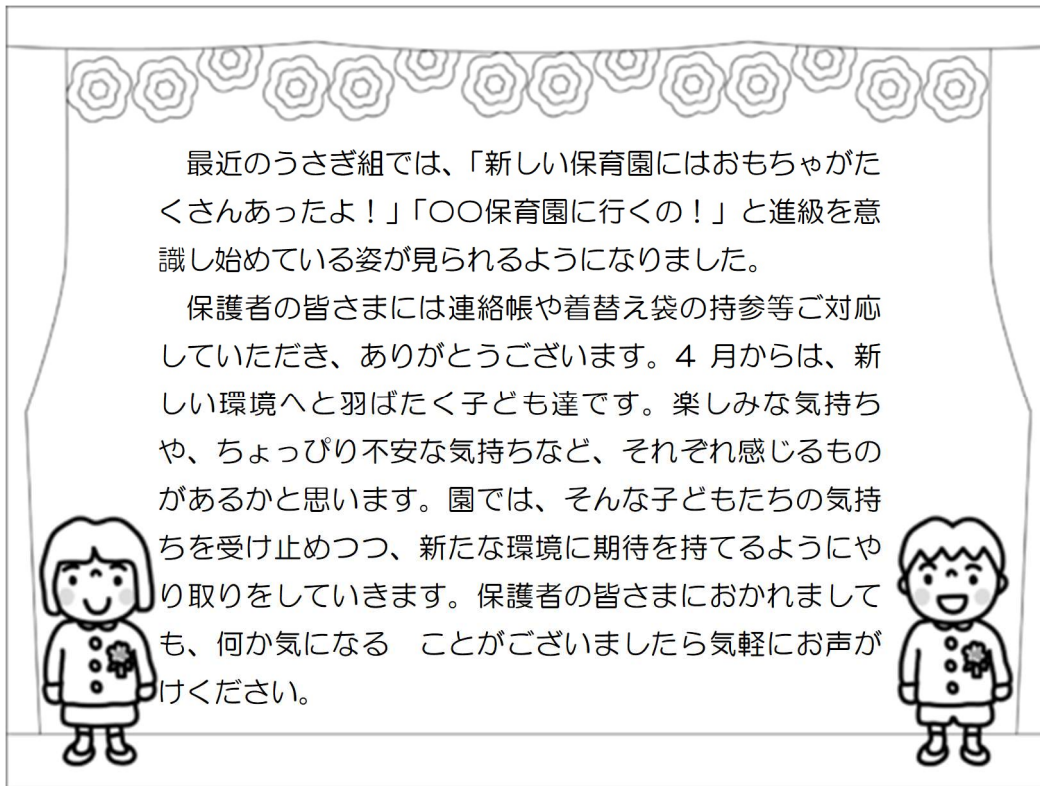 最近のうさぎ組では、「新しい保育園にはおもちゃがた
くさんあったよ！」「〇〇保育園に行くの！」と進級を意
識し始めている姿が見られるようになりました。
　保護者の皆さまには連絡帳や着替え袋の持参等ご対応
していただき、ありがとうございます。４ 月からは、新
しい環境へと羽ばたく子ども達です。楽しみな気持ち
や、ちょっぴり不安な気持ちなど、それぞれ感じるもの
があるかと思います。園では、そんな子どもたちの気持
ちを受け止めつつ、新たな環境に期待を持てるようにや
り取りをしていきます。保護者の皆さまにおかれまして
も、何か気になる　ことがございましたら気軽にお声が
けください。